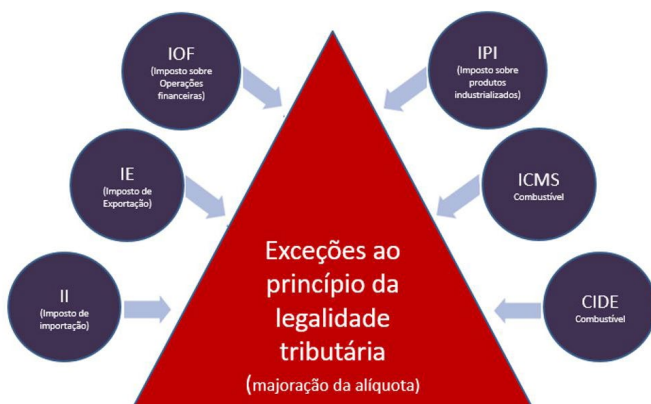 IOF
(Imposto sobre
Operações
financeiras)
IPI
(Imposto sobre
produtos
industrializados)
IE
(Imposto de
Exportação)
ICMS
Combustível
II
(Imposto de
importação)
CIDE
Combustível
Exceções ao
princípio da
legalidade
tributária
(majoração da alíquota)